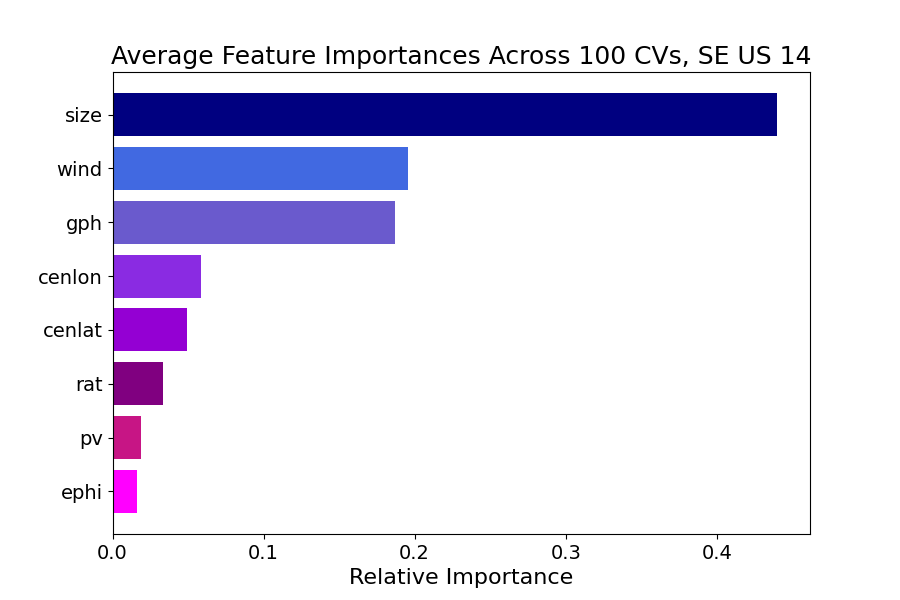 Average Feature Importances Across 100 CVs, SE US 14
size
wind
gph
cenlon
cenlat
rat
pv
ephi
0.0 0.1 0.2 0.3 0.4
Relative Importance